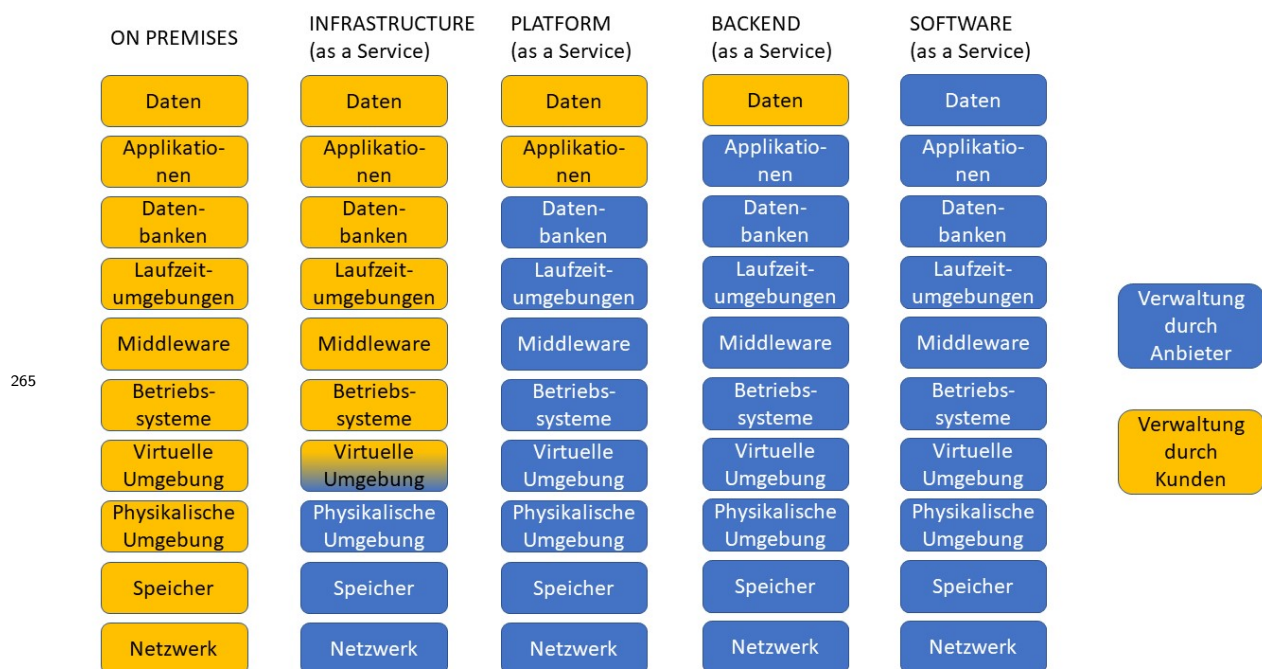 ON PREMISES
INFRASTRUCTURE
(as a Service)
PLATFORM
(as a Service)
BACKEND
(as a Service)
SOFTWARE
(as a Service)
Daten
Daten
Daten
Daten
Daten
Applikatio-
nen
Applikatio-
nen
Applikatio-
nen
Applikatio-
nen
Applikatio-
nen
Daten-
banken
Daten-
banken
Daten-
banken
Daten-
banken
Daten-
banken
Laufzeit-
umgebungen
Laufzeit-
umgebungen
Laufzeit-
umgebungen
Laufzeit-
umgebungen
Laufzeit-
umgebungen
Verwaltung
durch
Anbieter
Middleware
Middleware
Middleware
Middleware
Middleware
265
Betriebs-
systeme
Betriebs-
systeme
Betriebs-
systeme
Betriebs-
systeme
Betriebs-
systeme
Verwaltung
durch
Kunden
Virtuelle
Umgebung
Virtuelle
Umgebung
Virtuelle
Umgebung
Virtuelle
Umgebung
Virtuelle
Umgebung
Physikalische
Umgebung
Physikalische
Umgebung
Physikalische
Umgebung
Physikalische
Umgebung
Physikalische
Umgebung
Speicher
Speicher
Speicher
Speicher
Speicher
Netzwerk
Netzwerk
Netzwerk
Netzwerk
Netzwerk